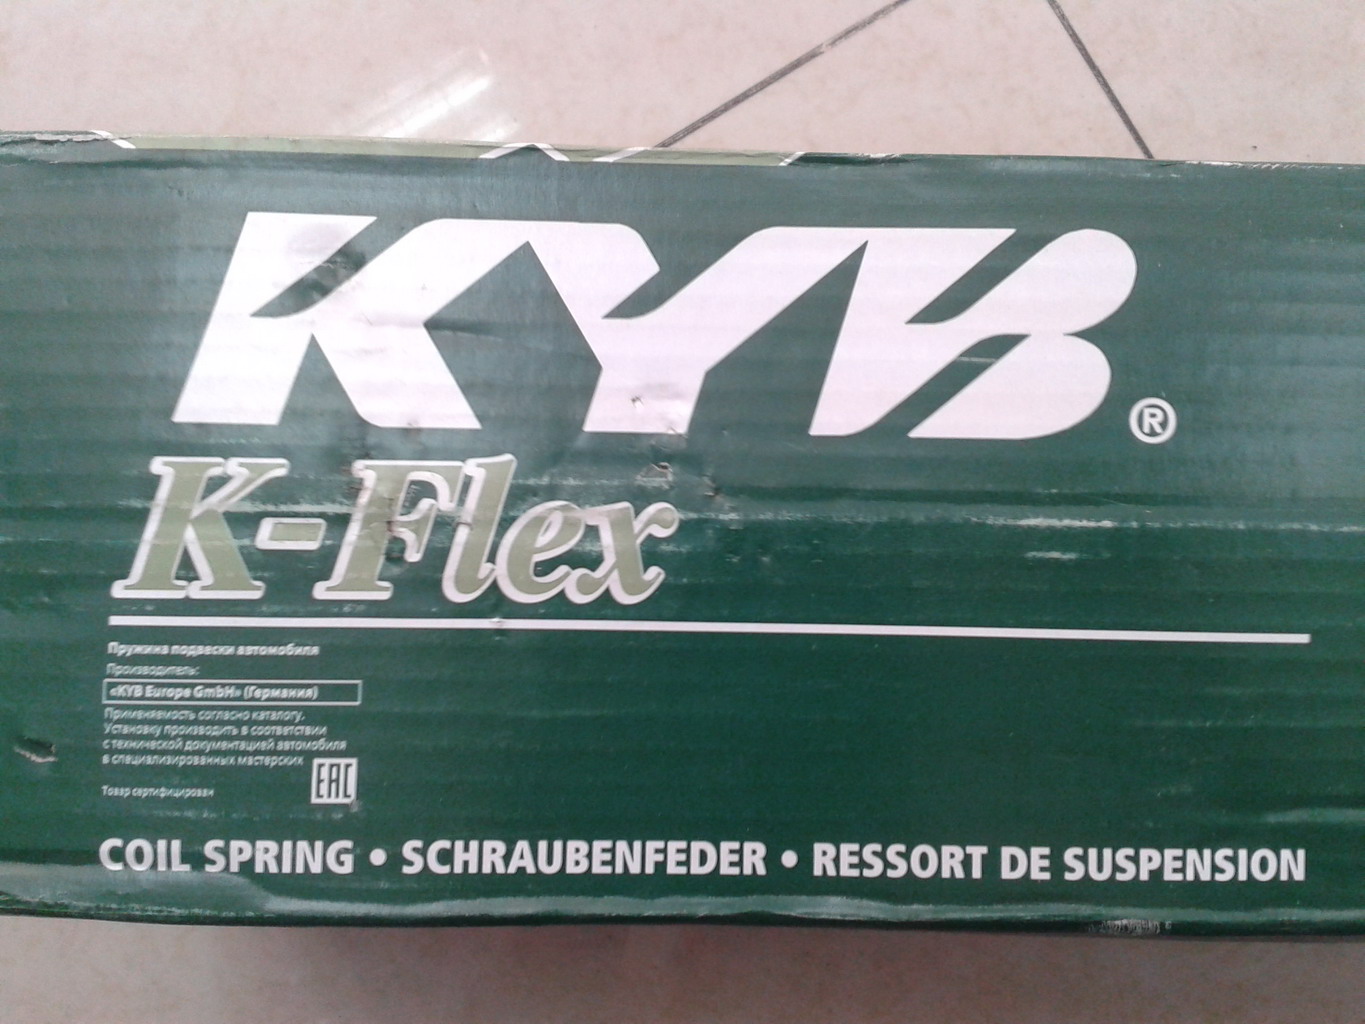 KYB®
K-Flex
Пружина подвески автомобиля
Производитель:
«KYB Europe GmbH» (Германия)
Применяемость согласно каталогу.
Установку производить в соответствии
с технической документацией автомобиля
в специализированных мастерских
EAC
Товар сертифицирован
COIL SPRING • SCHRAUBENFEDER • RESSORT DE SUSPENSION